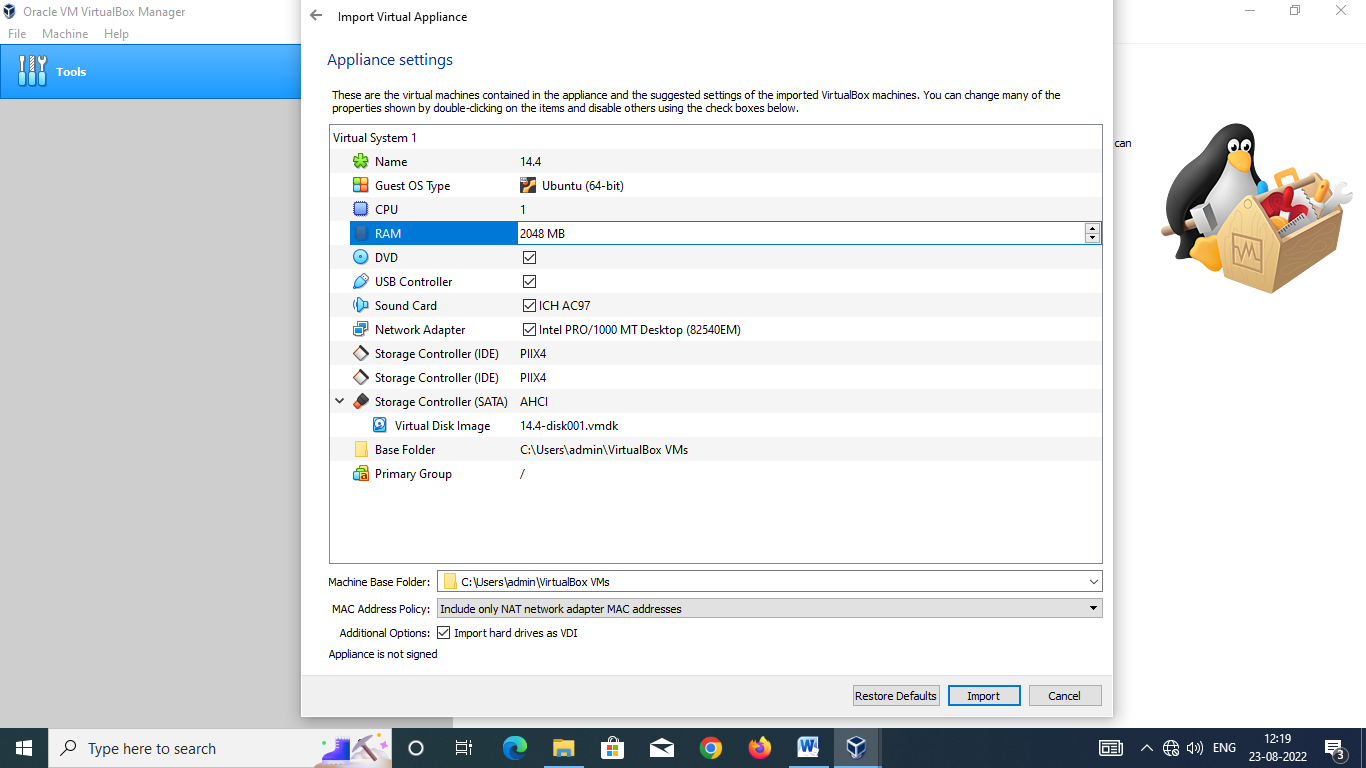 Oracle VM VirtualBox Manager
File Machine Help
Tools
Import Virtual Appliance
Appliance settings
These are the virtual machines contained in the appliance and the suggested settings of the imported VirtualBox machines. You can change many of the
properties shown by double-clicking on the items and disable others using the check boxes below.
can
Virtual System 1
Name 14.4
Guest OS Type Ubuntu (64-bit)
CPU 1
RAM 2048 MB
DVD
USB Controller
Sound Card ICH AC97
Network Adapter Intel PRO/1000 MT Desktop (82540EM)
Storage Controller (IDE) PIIX4
Storage Controller (IDE) PIIX4
Storage Controller (SATA) AHCI
Virtual Disk Image 14.4-disk001.vmdk
Base Folder C:\Users\admin\VirtualBox VMs
Primary Group /
Machine Base Folder: C:\Users\admin\VirtualBox VMs
MAC Address Policy: Include only NAT network adapter MAC addresses
Additional Options: Import hard drives as VDI
Appliance is not signed
Restore Defaults Import Cancel
Type here to search
ENG
12:19
23-08-2022
3